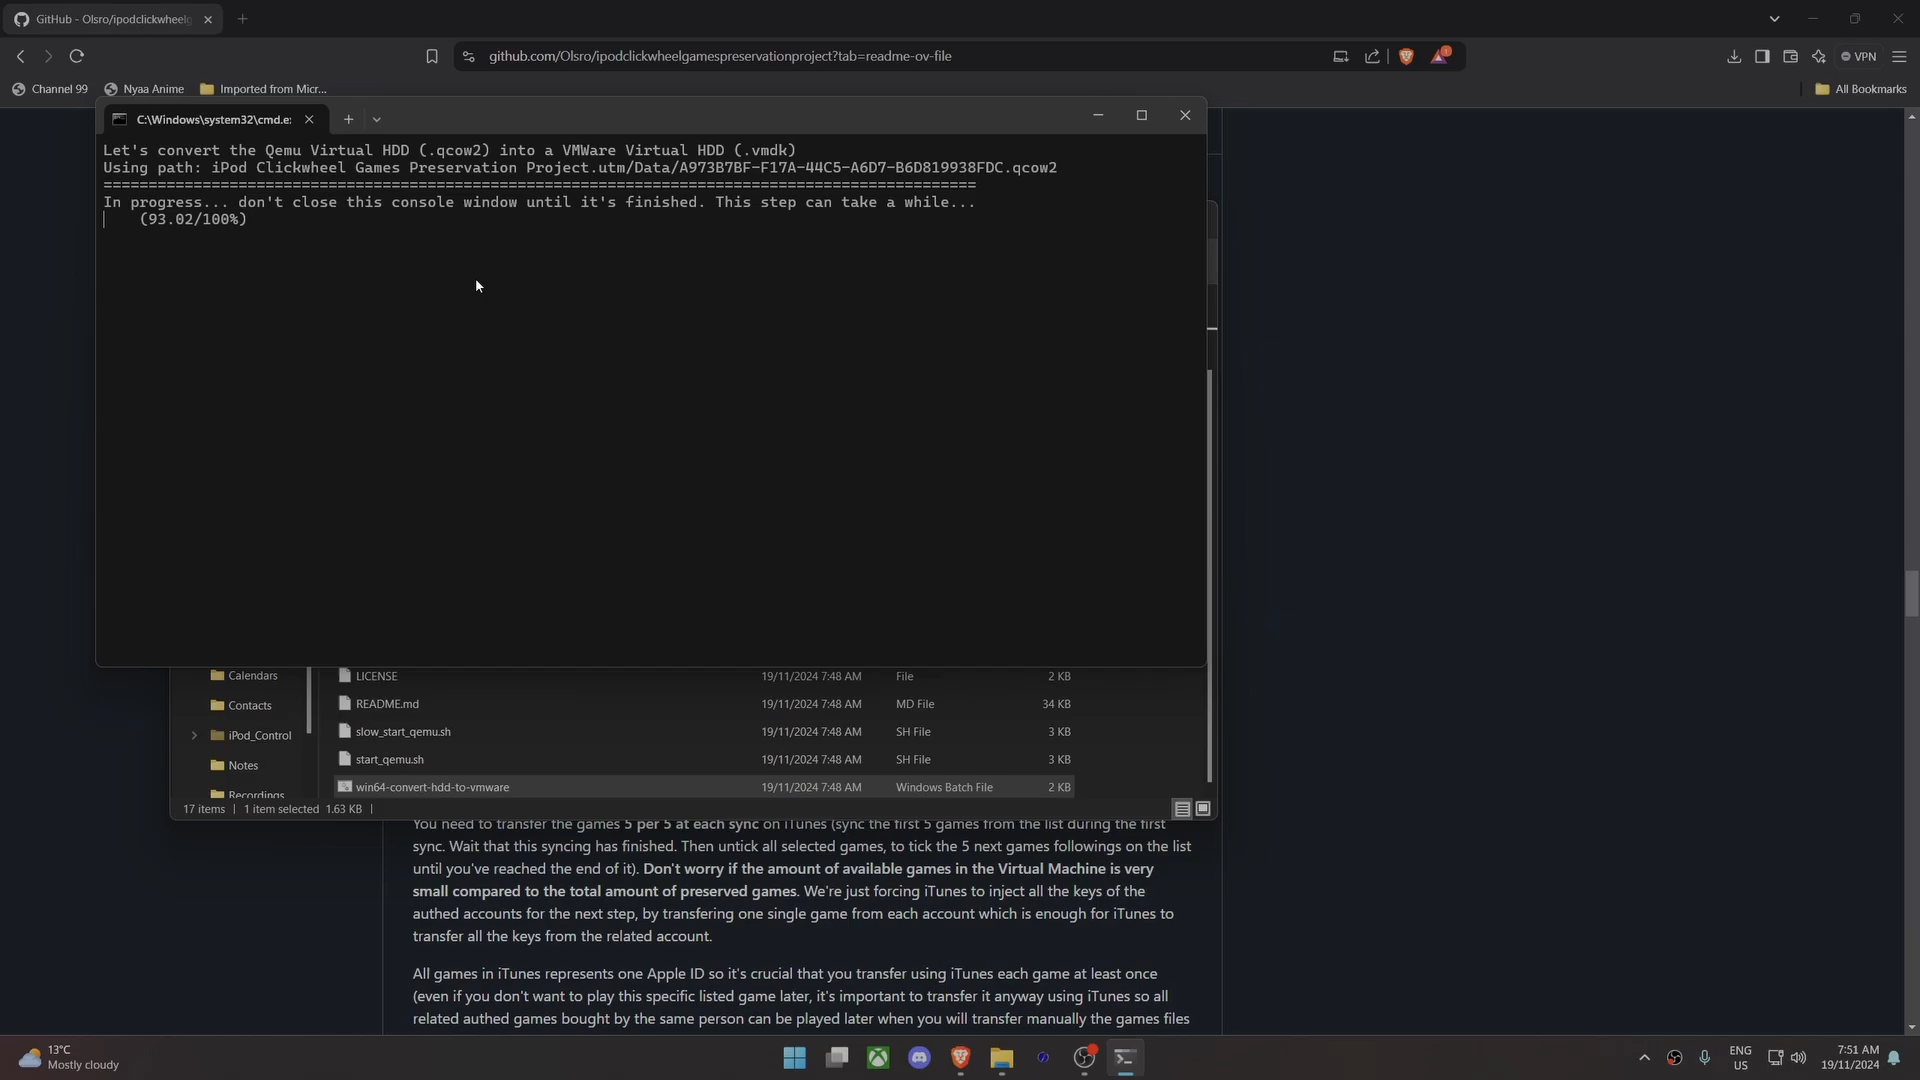 GitHub - Olsro/ipodclickwheelg
github.com/Olsro/ipodclickwheelgamespreservationproject?tab=readme-ov-file
1
VPN
Channel 99
Nyaa Anime
Imported from Micr...
All Bookmarks
C:\Windows\system32\cmd.e:
Let's convert the Qemu Virtual HDD (.qcow2) into a VMWare Virtual HDD (.vmdk)
Using path: iPod Clickwheel Games Preservation Project.utm/Data/A973B7BF-F17A-44C5-A6D7-B6D819938FDC.qcow2
=================================================================================================
In progress... don't close this console window until it's finished. This step can take a while...
(93.02/100%)
Calendars
LICENSE 19/11/2024 7:48 AM File 2 KB
Contacts
README.md 19/11/2024 7:48 AM MD File 34 KB
iPod_Control
slow_start_qemu.sh 19/11/2024 7:48 AM SH File 3 KB
Notes
start_qemu.sh 19/11/2024 7:48 AM SH File 3 KB
Recordings
win64-convert-hdd-to-vmware 19/11/2024 7:48 AM Windows Batch File 2 KB
17 items 1 item selected 1.63 KB
You need to transfer the games 5 per 5 at each sync on iTunes (sync the first 5 games from the list during the first
sync. Wait that this syncing has finished. Then untick all selected games, to tick the 5 next games followings on the list
until you've reached the end of it). Don't worry if the amount of available games in the Virtual Machine is very
small compared to the total amount of preserved games. We're just forcing iTunes to inject all the keys of the
authed accounts for the next step, by transfering one single game from each account which is enough for iTunes to
transfer all the keys from the related account.
All games in iTunes represents one Apple ID so it's crucial that you transfer using iTunes each game at least once
(even if you don't want to play this specific listed game later, it's important to transfer it anyway using iTunes so all
related authed games bought by the same person can be played later when you will transfer manually the games files
13°C
Mostly cloudy
ENG
US
7:51 AM
19/11/2024